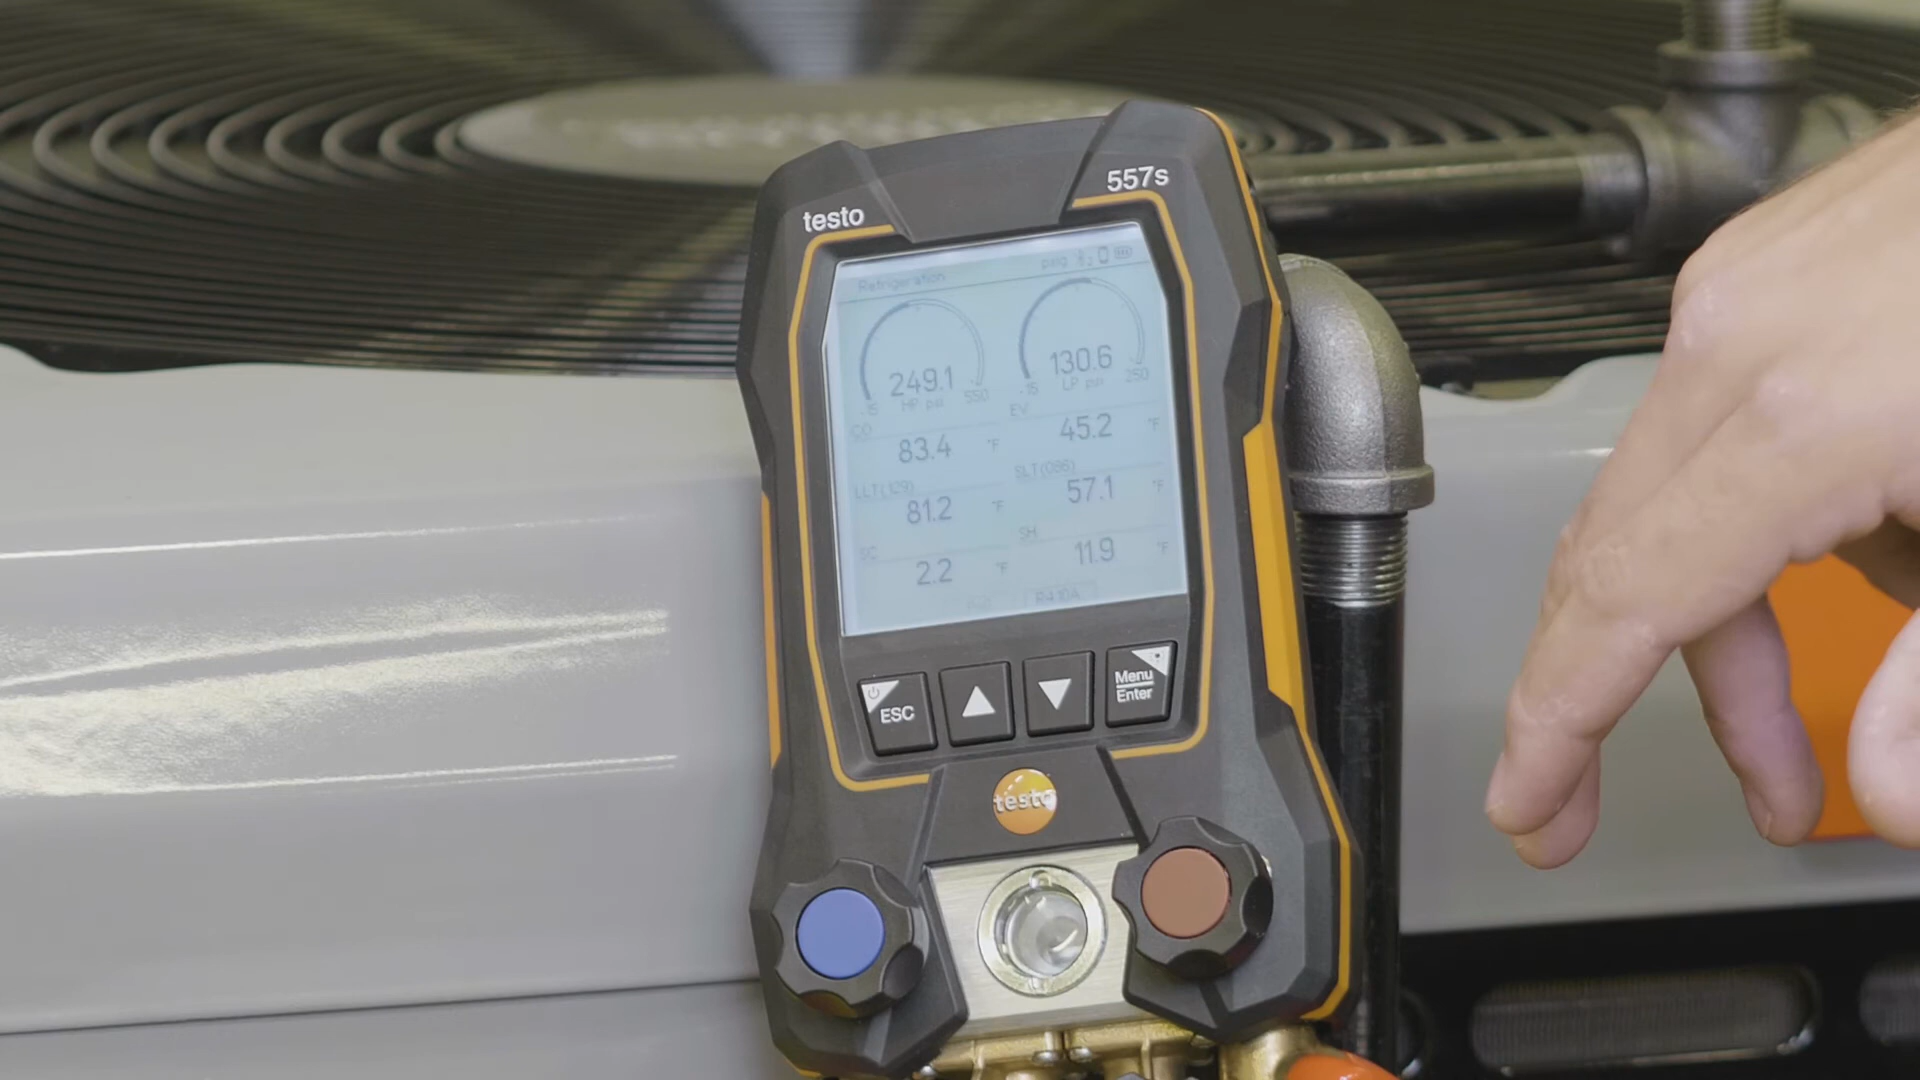 testo
557s
Refrigeration
psig
249.1
130.6
-15 HP psi 550
-15 LP psi 250
CO
EV
83.4 °F
45.2 °F
LLT(129)
SLT(088)
81.2 °F
57.1 °F
SC
SH
2.2 °F
11.9 °F
R410A
ESC
Menu
Enter
testo